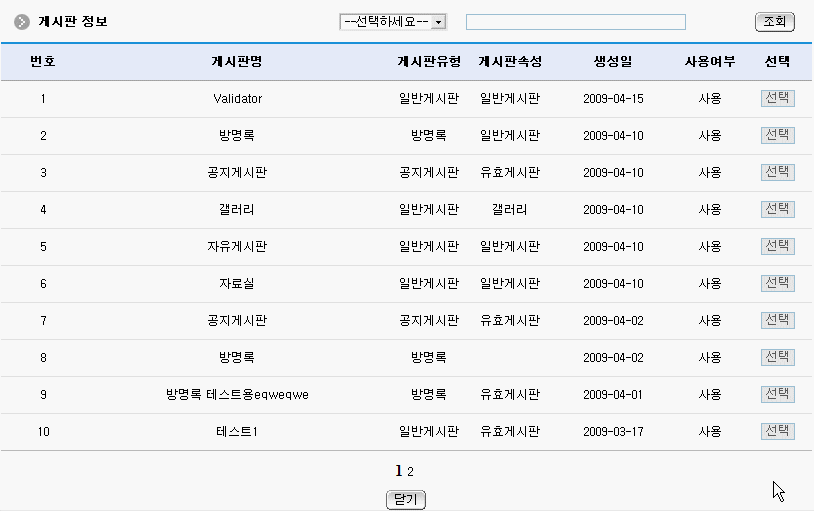 게시판 정보 --선택하세요-- 조회
번호 게시판명 게시판유형 게시판속성 생성일 사용여부 선택
1 Validator 일반게시판 일반게시판 2009-04-15 사용 선택
2 방명록 방명록 일반게시판 2009-04-10 사용 선택
3 공지게시판 공지게시판 유효게시판 2009-04-10 사용 선택
4 갤러리 일반게시판 갤러리 2009-04-10 사용 선택
5 자유게시판 일반게시판 일반게시판 2009-04-10 사용 선택
6 자료실 일반게시판 일반게시판 2009-04-10 사용 선택
7 공지게시판 공지게시판 유효게시판 2009-04-02 사용 선택
8 방명록 방명록 2009-04-02 사용 선택
9 방명록 테스트용eqweqwe 방명록 유효게시판 2009-04-01 사용 선택
10 테스트1 일반게시판 유효게시판 2009-03-17 사용 선택
1 2
닫기